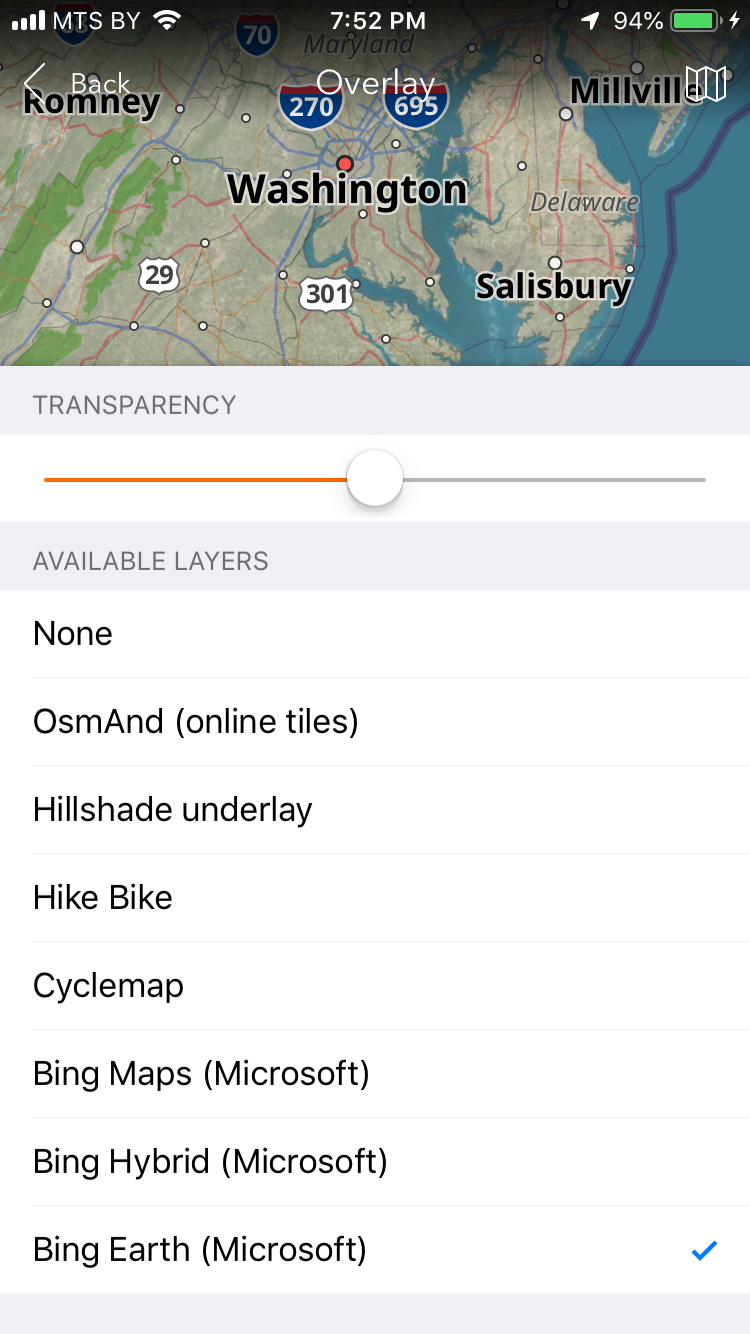 MTS BY 7:52 PM 94%
70
Maryland
Back Overlay
Romney 270 695 Millville
Washington
Delaware
29
301 Salisbury
TRANSPARENCY
AVAILABLE LAYERS
None
OsmAnd (online tiles)
Hillshade underlay
Hike Bike
Cyclemap
Bing Maps (Microsoft)
Bing Hybrid (Microsoft)
Bing Earth (Microsoft)